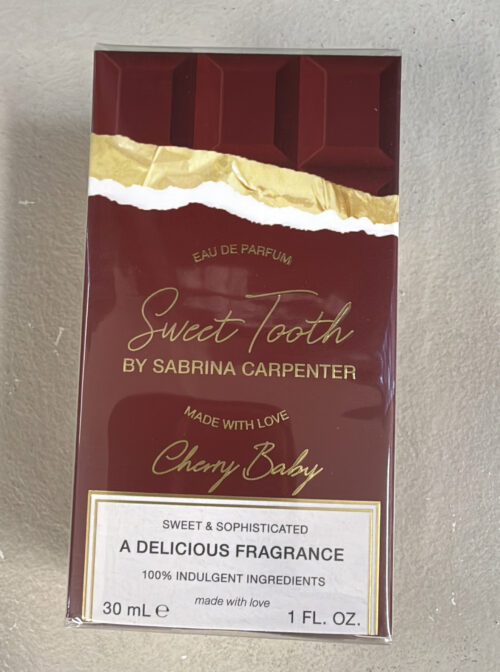 EAU DE PARFUM
Sweet Tooth
BY SABRINA CARPENTER
MADE WITH LOVE
Cherry Baby
SWEET & SOPHISTICATED
A DELICIOUS FRAGRANCE
100% INDULGENT INGREDIENTS
made with love
30 mL ℮ 1 FL. OZ.